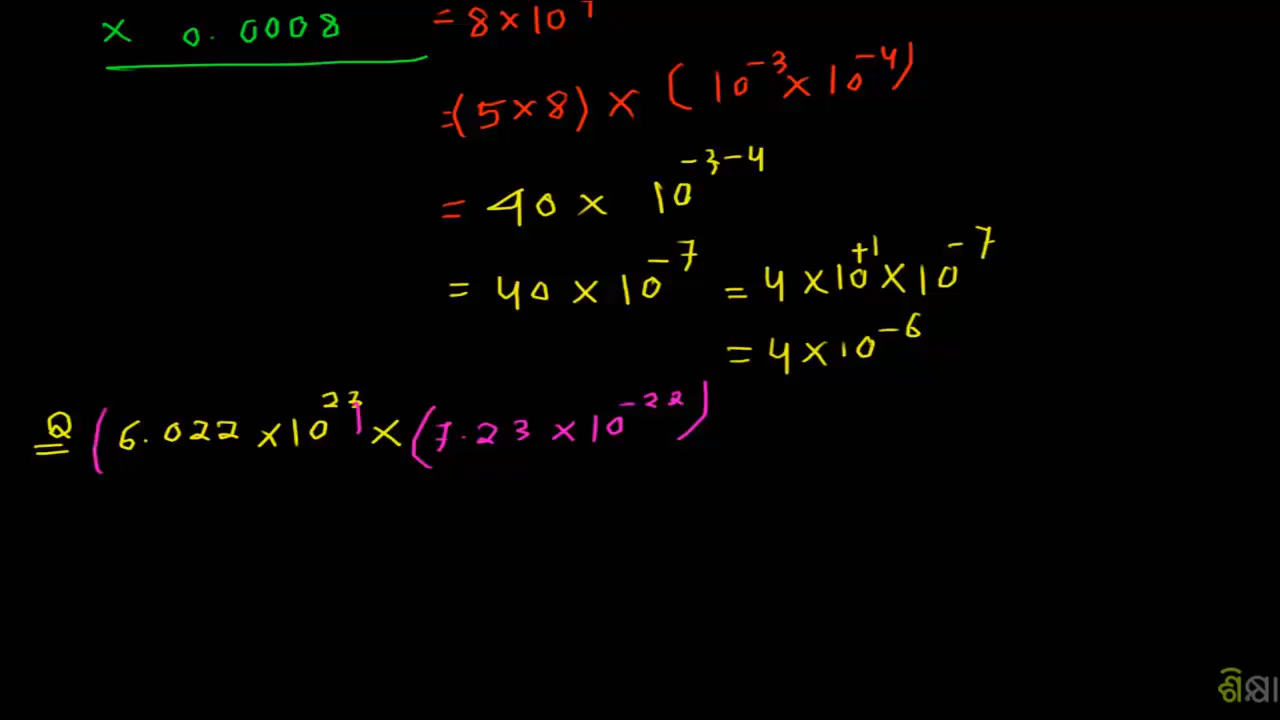 × 0.0008 = 8×10
=(5×8) × (10⁻³×10⁻⁴)
= 40 × 10⁻³⁻⁴
= 40×10⁻⁷ = 4×10⁺¹×10⁻⁷
= 4×10⁻⁶
Q (6.022×10²³)×(7.23×10⁻²²)
ଶିକ୍ଷା